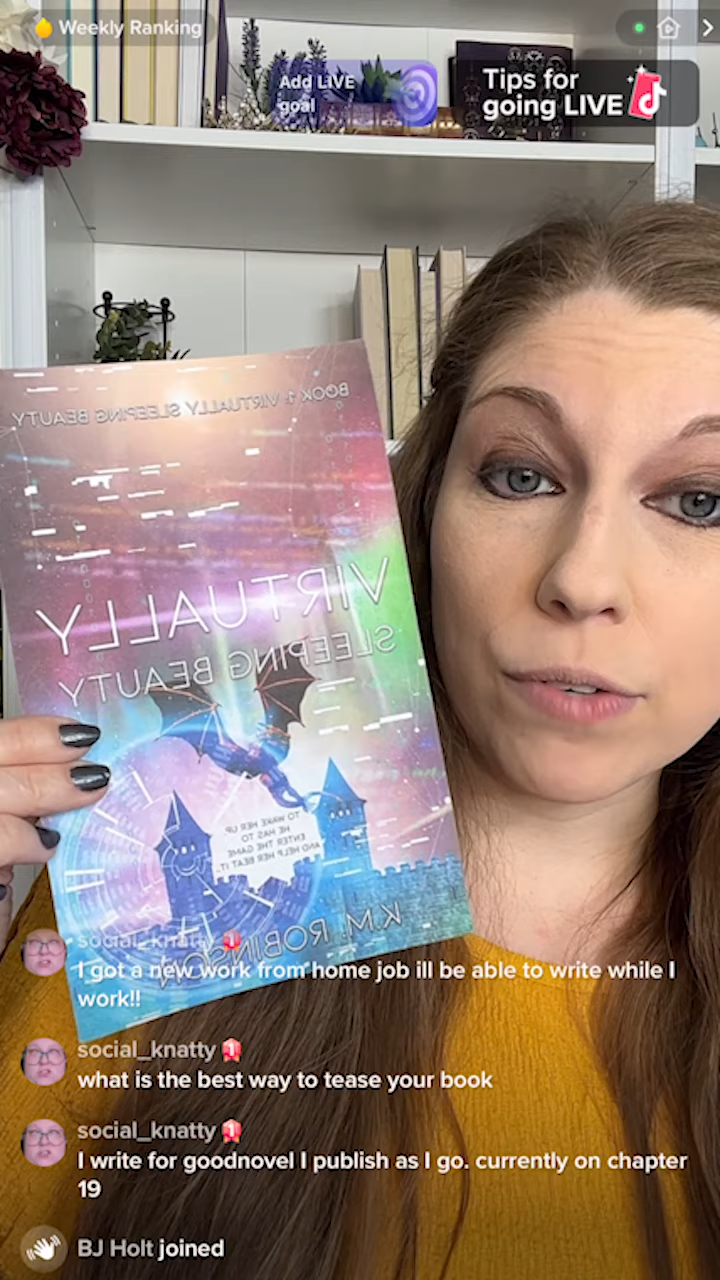 Weekly Ranking
Add LIVE
goal
Tips for
going LIVE
BOOK 1: VIRTUALLY SLEEPING BEAUTY
VIRTUALLY
SLEEPING BEAUTY
TO WAKE HER UP
HE HAS TO
ENTER THE GAME
AND HELP HER BEAT IT...
K.M. ROBINSON
social_knatty 1
I got a new work from home job ill be able to write while I
work!!
social_knatty 1
what is the best way to tease your book
social_knatty 1
I write for goodnovel I publish as I go. currently on chapter
19
BJ Holt joined